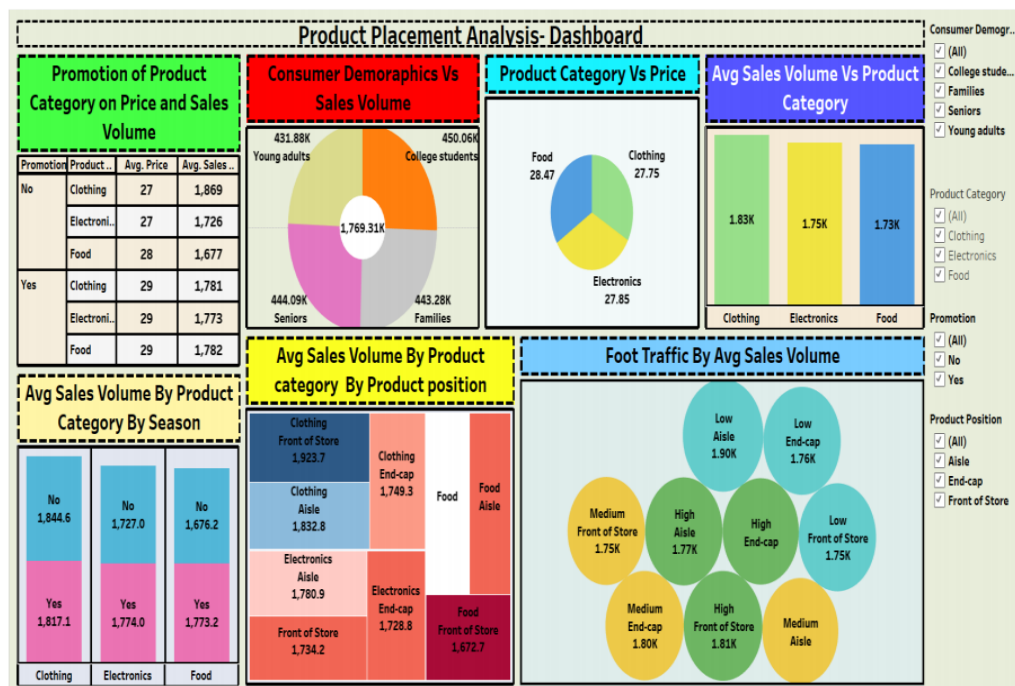 Product Placement Analysis- Dashboard
Promotion of Product
Category on Price and Sales
Volume
Promotion Product .. Avg. Price Avg. Sales ..
No Clothing 27 1,869
Electroni.. 27 1,726
Food 28 1,677
Yes Clothing 29 1,781
Electroni.. 29 1,773
Food 29 1,782
Consumer Demoraphics Vs
Sales Volume
431.88K
Young adults
450.06K
College students
1,769.31K
444.09K
Seniors
443.28K
Families
Product Category Vs Price
Food
28.47
Clothing
27.75
Electronics
27.85
Avg Sales Volume Vs Product
Category
1.83K 1.75K 1.73K
Clothing Electronics Food
Avg Sales Volume By Product
Category By Season
No
1,844.6
No
1,727.0
No
1,676.2
Yes
1,817.1
Yes
1,774.0
Yes
1,773.2
Clothing Electronics Food
Avg Sales Volume By Product
category By Product position
Clothing
Front of Store
1,923.7
Clothing
Aisle
1,832.8
Electronics
Aisle
1,780.9
Front of Store
1,734.2
Clothing
End-cap
1,749.3
Electronics
End-cap
1,728.8
Food
Food
Aisle
Food
Front of Store
1,672.7
Foot Traffic By Avg Sales Volume
Low
Aisle
1.90K
Low
End-cap
1.76K
Medium
Front of Store
1.75K
High
Aisle
1.77K
High
End-cap
Low
Front of Store
1.75K
Medium
End-cap
1.80K
High
Front of Store
1.81K
Medium
Aisle
Consumer Demogr..
(All)
College stude...
Families
Seniors
Young adults
Product Category
(All)
Clothing
Electronics
Food
Promotion
(All)
No
Yes
Product Position
(All)
Aisle
End-cap
Front of Store